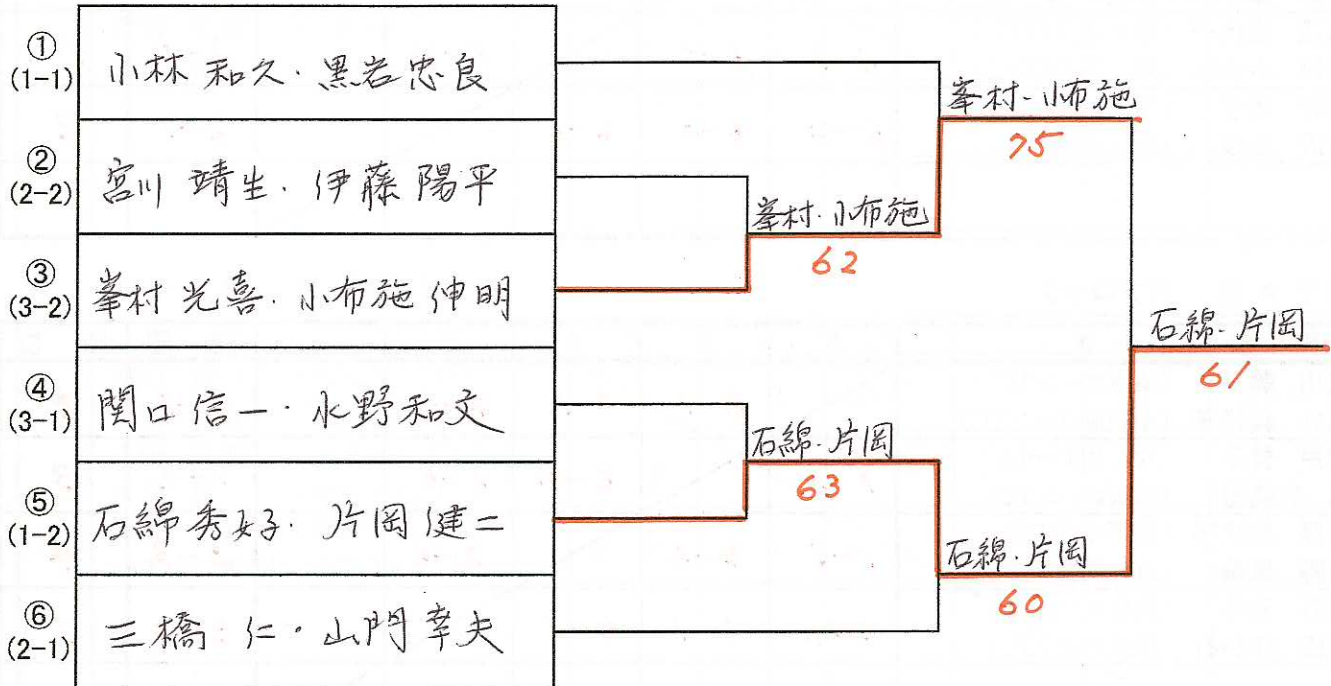 ①
(1-1)
小林 和久・黒岩忠良
②
(2-2)
宮川 靖生・伊藤 陽平
③
(3-2)
峯村 光喜・小布施 伸明
④
(3-1)
関口 信一・水野和文
⑤
(1-2)
石綿秀好・片岡健二
⑥
(2-1)
三橋 仁・山門幸夫
峯村・小布施
62
石綿・片岡
63
峯村・小布施
75
石綿・片岡
60
石綿・片岡
61